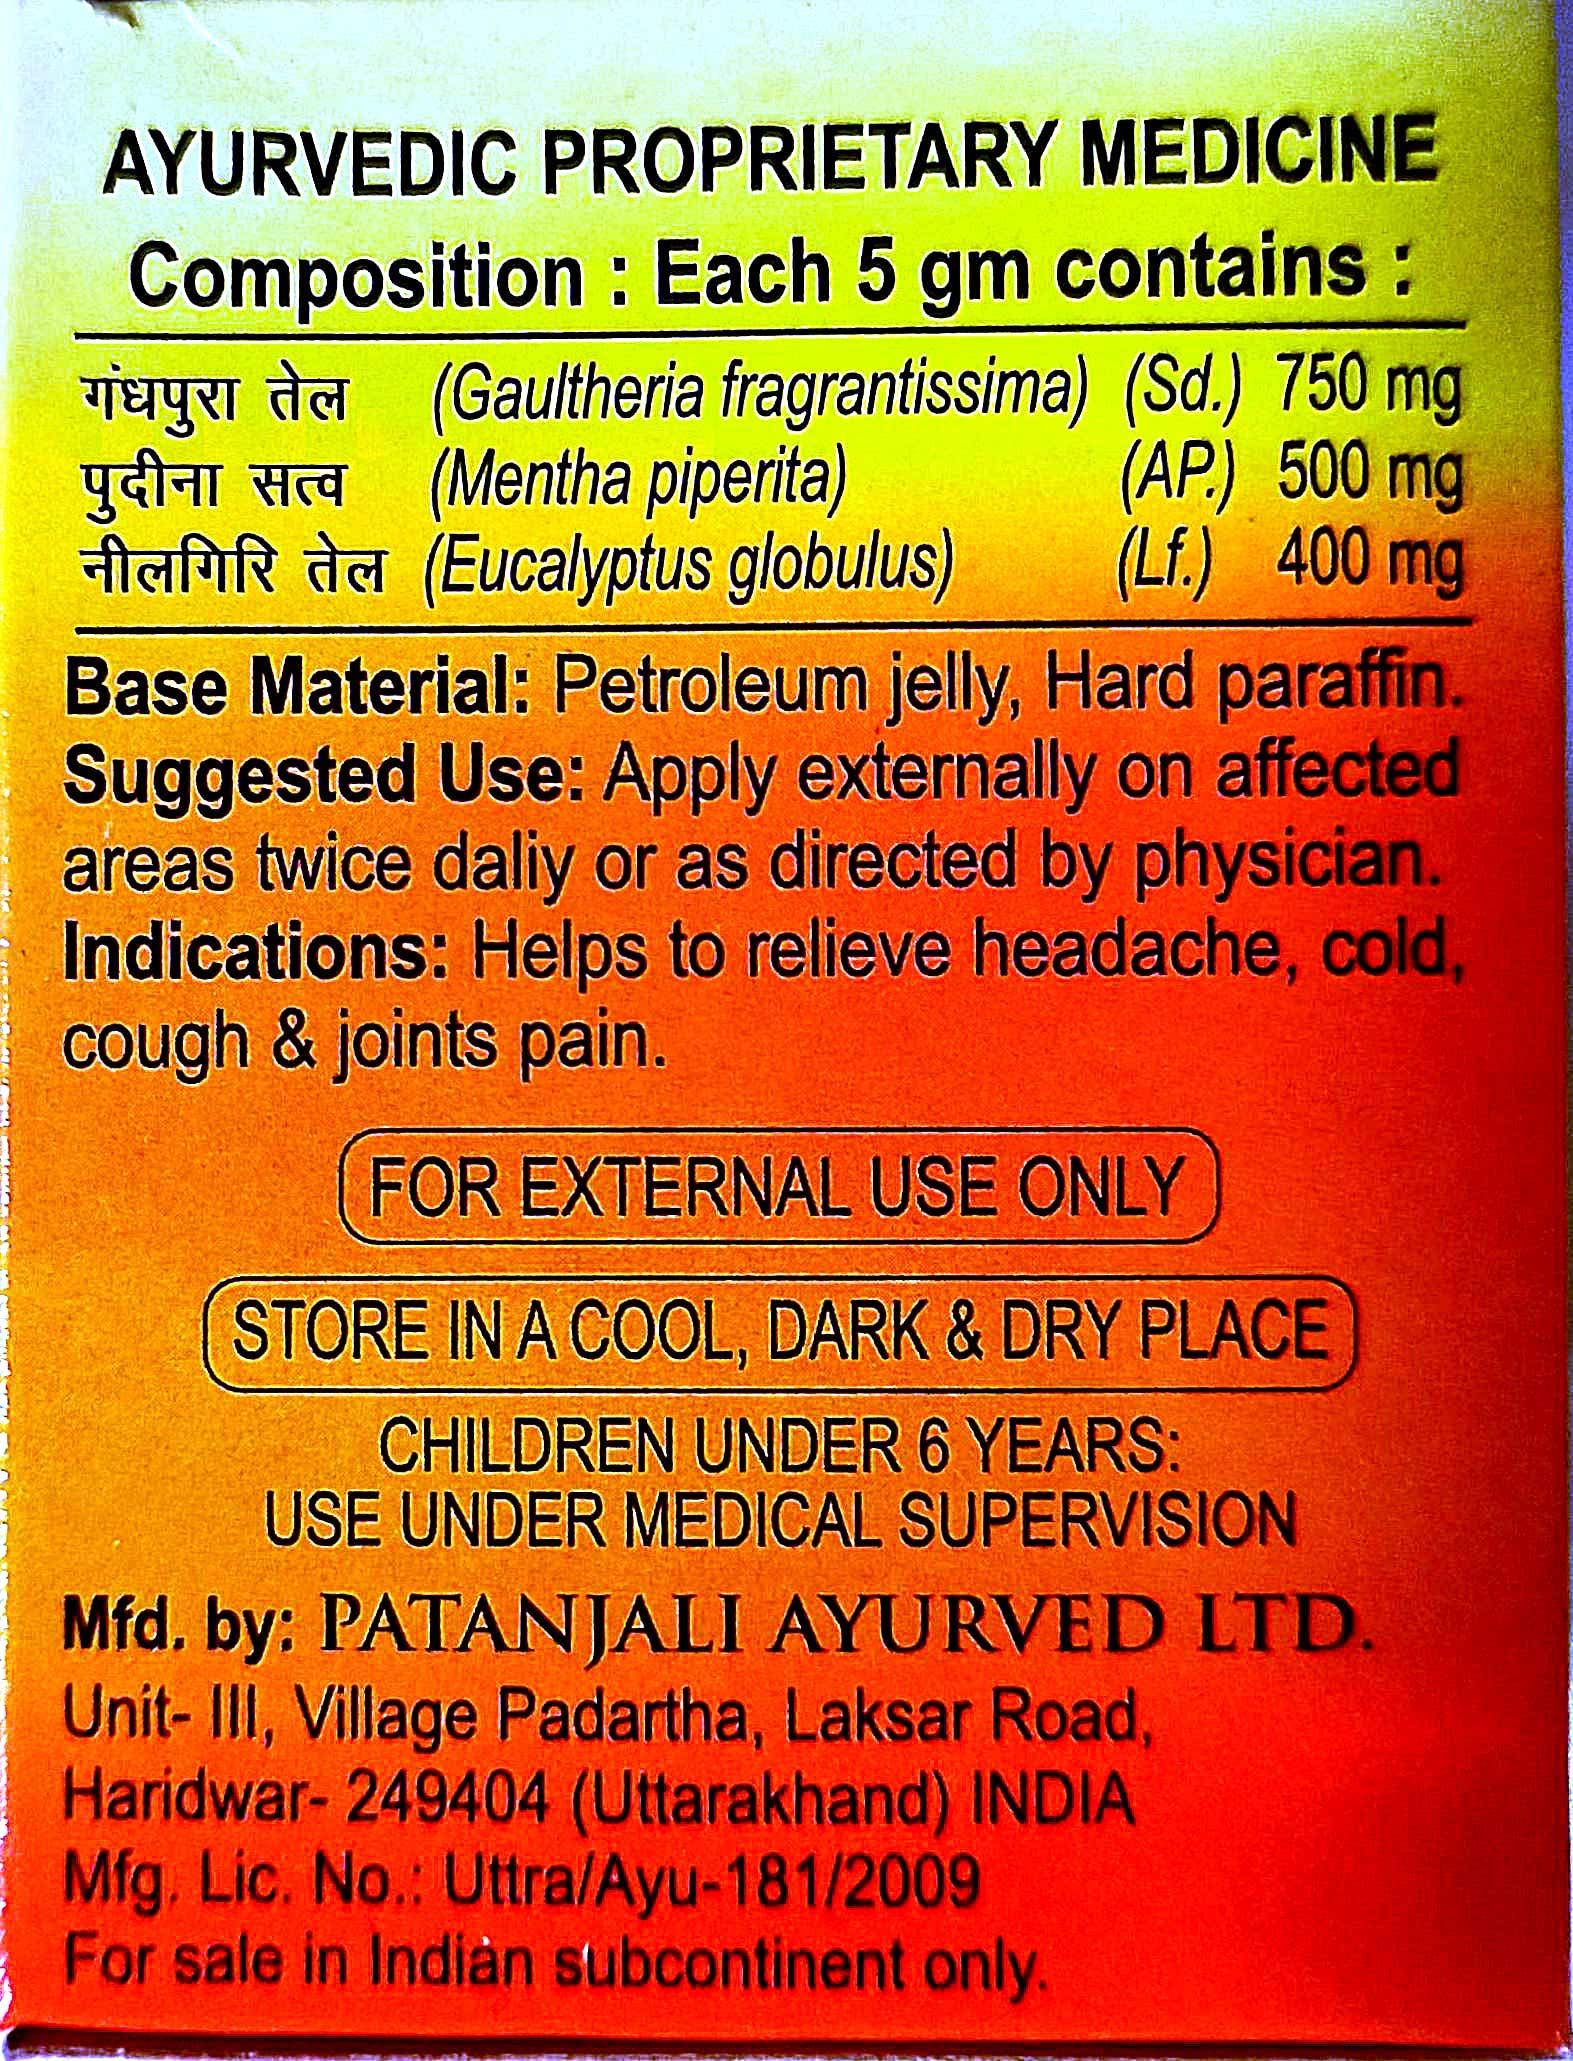 AYURVEDIC PROPRIETARY MEDICINE
Composition : Each 5 gm contains :
गंधपुरा तेल (Gaultheria fragrantissima) (Sd.) 750 mg
पुदीना सत्व (Mentha piperita) (AP.) 500 mg
नीलगिरि तेल (Eucalyptus globulus) (Lf.) 400 mg
Base Material: Petroleum jelly, Hard paraffin.
Suggested Use: Apply externally on affected
areas twice daliy or as directed by physician.
Indications: Helps to relieve headache, cold,
cough & joints pain.
FOR EXTERNAL USE ONLY
STORE IN A COOL, DARK & DRY PLACE
CHILDREN UNDER 6 YEARS:
USE UNDER MEDICAL SUPERVISION
Mfd. by: PATANJALI AYURVED LTD.
Unit- III, Village Padartha, Laksar Road,
Haridwar- 249404 (Uttarakhand) INDIA
Mfg. Lic. No.: Uttra/Ayu-181/2009
For sale in Indian subcontinent only.